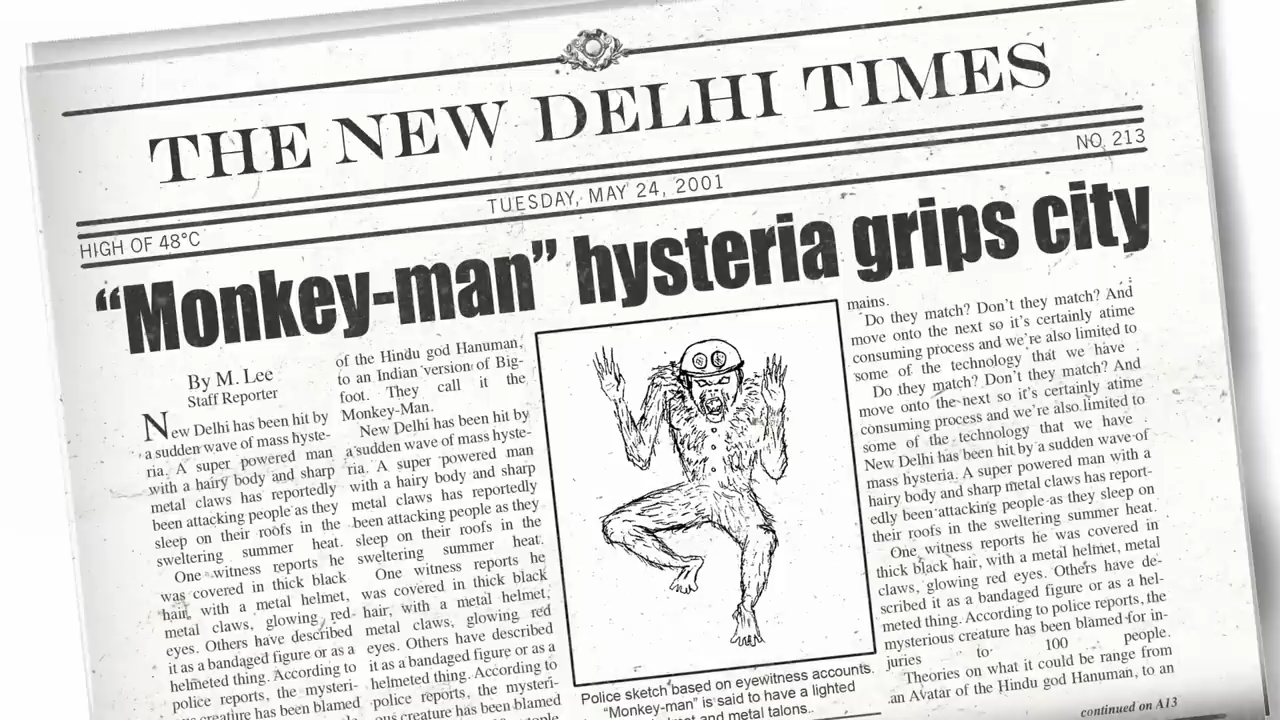 THE NEW DELHI TIMES
NO. 213
TUESDAY, MAY 24, 2001
HIGH OF 48°C
“Monkey-man” hysteria grips city
By M. Lee
Staff Reporter
New Delhi has been hit by
a sudden wave of mass hyste-
ria. A super powered man
with a hairy body and sharp
metal claws has reportedly
been attacking people as they
sleep on their roofs in the
sweltering summer heat.
One witness reports he
was covered in thick black
hair, with a metal helmet,
metal claws, glowing red
eyes. Others have described
it as a bandaged figure or as a
helmeted thing. According to
police reports, the mysteri-
ous creature has been blamed
of the Hindu god Hanuman,
to an Indian version of Big-
foot. They call it the
Monkey-Man.
New Delhi has been hit by
a sudden wave of mass hyste-
ria. A super powered man
with a hairy body and sharp
metal claws has reportedly
been attacking people as they
sleep on their roofs in the
sweltering summer heat.
One witness reports he
was covered in thick black
hair, with a metal helmet,
metal claws, glowing red
eyes. Others have described
it as a bandaged figure or as a
helmeted thing. According to
police reports, the mysteri-
ous creature has been blamed
Police sketch based on eyewitness accounts.
“Monkey-man” is said to have a lighted
and metal talons..
mains.
Do they match? Don’t they match? And
move onto the next so it’s certainly atime
consuming process and we’re also limited to
some of the technology that we have
Do they match? Don’t they match? And
move onto the next so it’s certainly atime
consuming process and we’re also limited to
some of the technology that we have
New Delhi has been hit by a sudden wave of
mass hysteria. A super powered man with a
hairy body and sharp metal claws has report-
edly been attacking people as they sleep on
their roofs in the sweltering summer heat.
One witness reports he was covered in
thick black hair, with a metal helmet, metal
claws, glowing red eyes. Others have de-
scribed it as a bandaged figure or as a hel-
meted thing. According to police reports, the
mysterious creature has been blamed for in-
juries to 100 people.
Theories on what it could be range from
an Avatar of the Hindu god Hanuman, to an
continued on A13